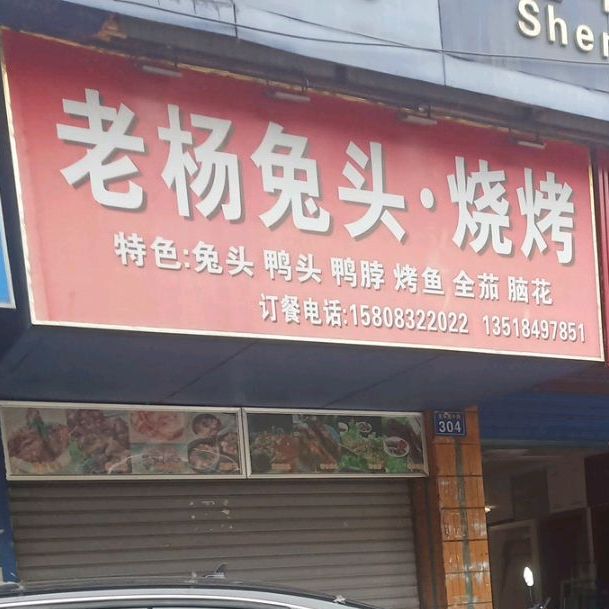 Shen
老杨兔头·烧烤
特色:兔头 鸭头 鸭脖 烤鱼 全茄 脑花
订餐电话:15808322022 13518497851
304